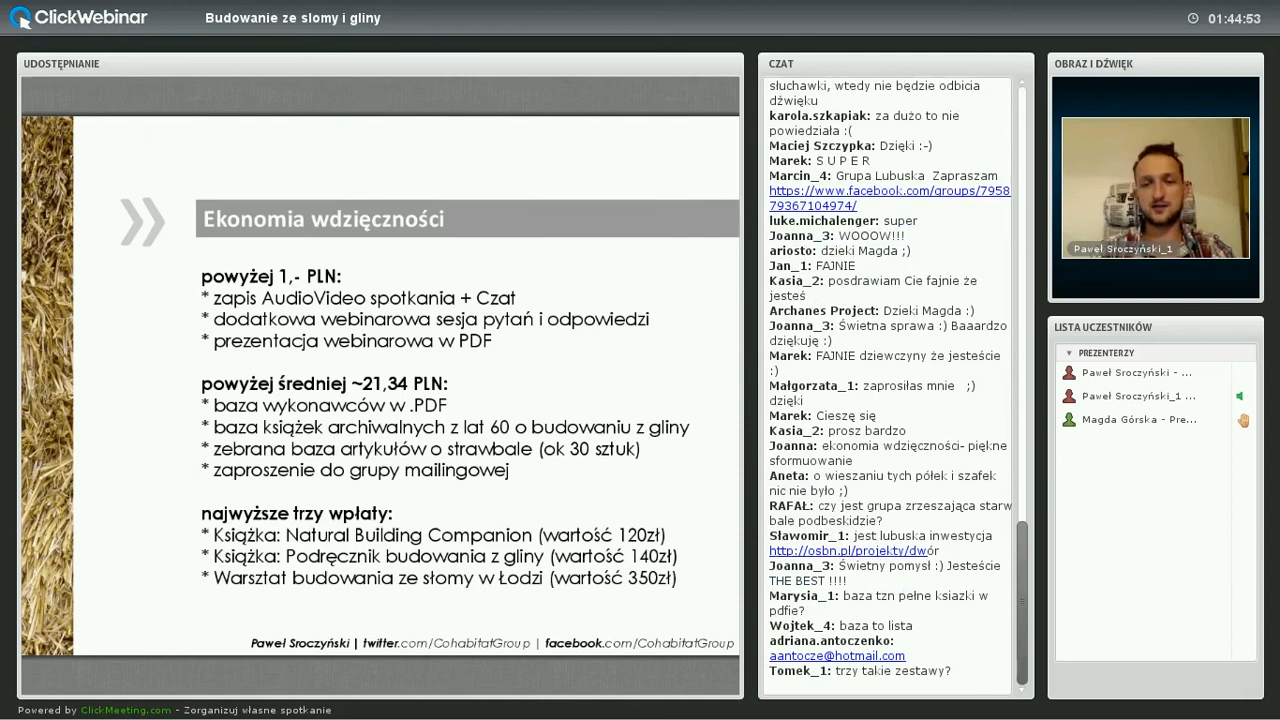 ClickWebinar
Budowanie ze slomy i gliny
01:44:53
UDOSTĘPNIANIE
Ekonomia wdzięczności
powyżej 1,- PLN:
* zapis AudioVideo spotkania + Czat
* dodatkowa webinarowa sesja pytań i odpowiedzi
* prezentacja webinarowa w PDF
powyżej średniej ~21,34 PLN:
* baza wykonawców w .PDF
* baza książek archiwalnych z lat 60 o budowaniu z gliny
* zebrana baza artykułów o strawbale (ok 30 sztuk)
* zaproszenie do grupy mailingowej
najwyższe trzy wpłaty:
* Książka: Natural Building Companion (wartość 120zł)
* Książka: Podręcznik budowania z gliny (wartość 140zł)
* Warsztat budowania ze słomy w Łodzi (wartość 350zł)
Paweł Sroczyński | twitter.com/CohabitatGroup | facebook.com/CohabitatGroup
CZAT
słuchawki, wtedy nie będzie odbicia
dźwięku
karola.szkapiak: za dużo to nie
powiedziała :(
Maciej Szczypka: Dzięki :-)
Marek: S U P E R
Marcin_4: Grupa Lubuska Zapraszam
https://www.facebook.com/groups/7958
79367104974/
luke.michalenger: super
Joanna_3: WOOOW!!!
ariosto: dzieki Magda ;)
Jan_1: FAJNIE
Kasia_2: posdrawiam Cie fajnie że
jesteś
Archanes Project: Dzieki Magda :)
Joanna_3: Świetna sprawa :) Baaardzo
dziękuję :)
Marek: FAJNIE dziewczyny że jesteście
:)
Małgorzata_1: zaprosiłas mnie ;)
dzięki
Marek: Cieszę się
Kasia_2: prosz bardzo
Joanna: ekonomia wdzięczności- piękne
sformuowanie
Aneta: o wieszaniu tych półek i szafek
nic nie było ;)
RAFAŁ: czy jest grupa zrzeszająca starw
bale podbeskidzie?
Sławomir_1: jest lubuska inwestycja
http://osbn.pl/projekty/dwór
Joanna_3: Świetny pomysł :) Jesteście
THE BEST !!!!
Marysia_1: baza tzn pełne ksiazki w
pdfie?
Wojtek_4: baza to lista
adriana.antoczenko:
aantocze@hotmail.com
Tomek_1: trzy takie zestawy?
OBRAZ I DŹWIĘK
Paweł Sroczyński_1
LISTA UCZESTNIKÓW
PREZENTERZY
Paweł Sroczyński - ...
Paweł Sroczyński_1 ...
Magda Górska - Pre...
Powered by ClickMeeting.com - Zorganizuj własne spotkanie